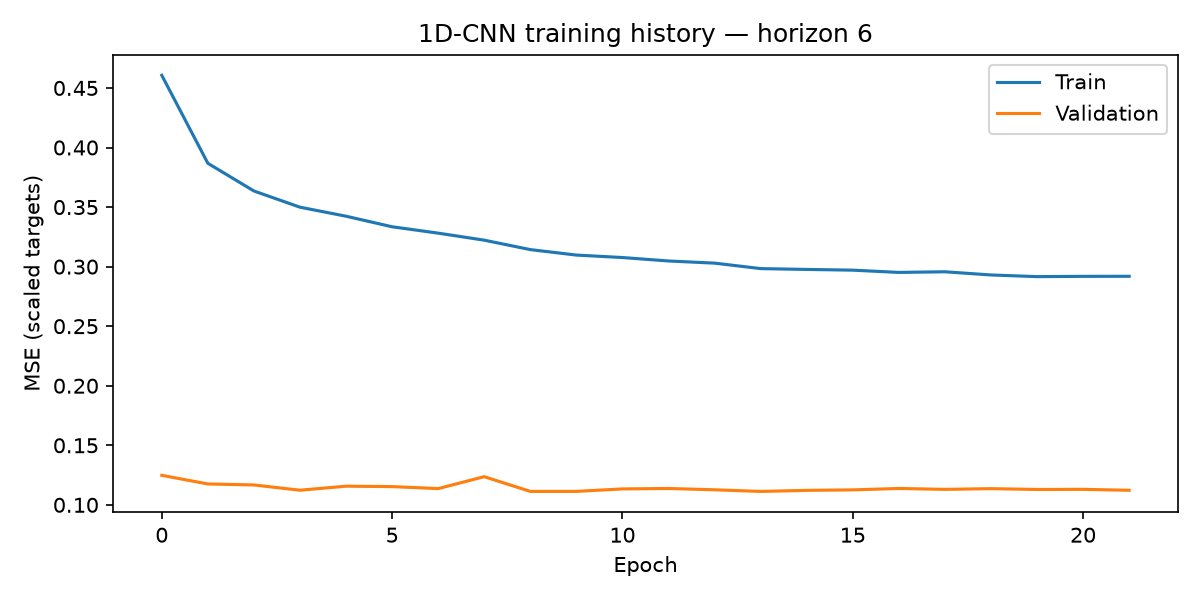 1D-CNN training history — horizon 6
Train
Validation
MSE (scaled targets)
0.45
0.40
0.35
0.30
0.25
0.20
0.15
0.10
0 5 10 15 20
Epoch